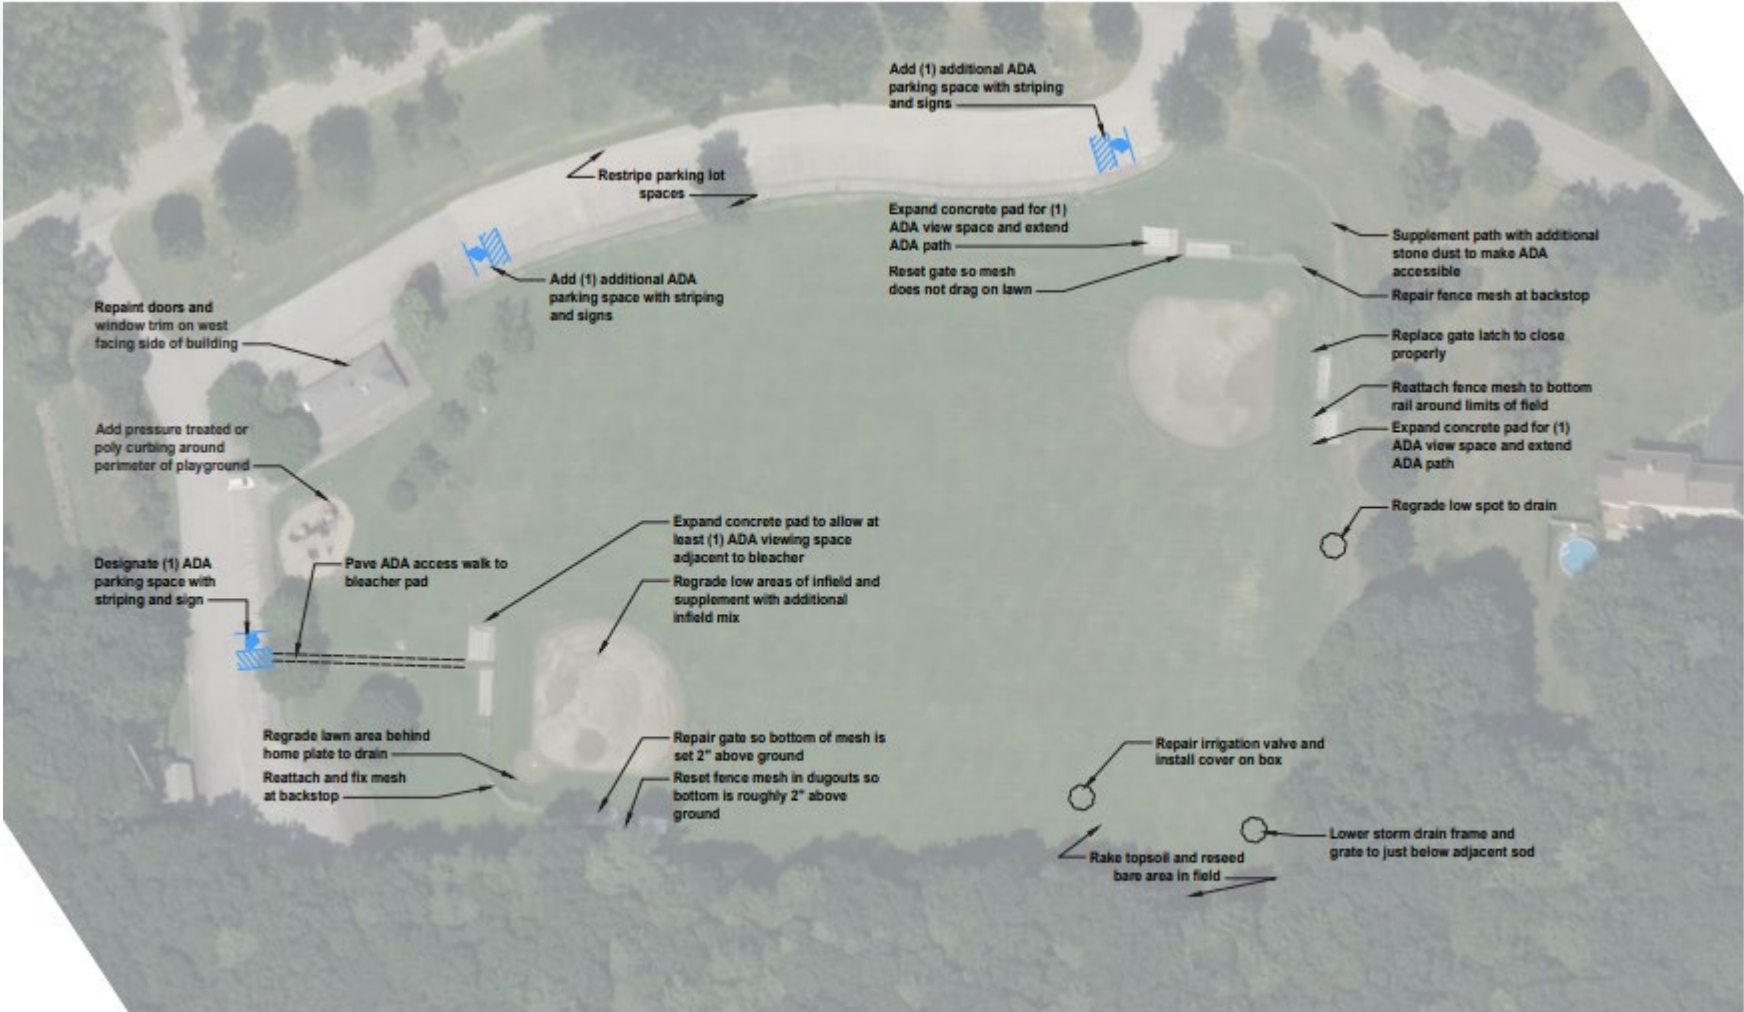 Add (1) additional ADA
parking space with striping
and signs
Restripe parking lot
spaces
Expand concrete pad for (1)
ADA view space and extend
ADA path
Reset gate so mesh
does not drag on lawn
Supplement path with additional
stone dust to make ADA
accessible
Repair fence mesh at backstop
Replace gate latch to close
properly
Reattach fence mesh to bottom
rail around limits of field
Expand concrete pad for (1)
ADA view space and extend
ADA path
Regrade low spot to drain
Add (1) additional ADA
parking space with striping
and signs
Repaint doors and
window trim on west
facing side of building
Add pressure treated or
poly curbing around
perimeter of playground
Designate (1) ADA
parking space with
striping and sign
Pave ADA access walk to
bleacher pad
Expand concrete pad to allow at
least (1) ADA viewing space
adjacent to bleacher
Regrade low areas of infield and
supplement with additional
infield mix
Regrade lawn area behind
home plate to drain
Reattach and fix mesh
at backstop
Repair gate so bottom of mesh is
set 2" above ground
Reset fence mesh in dugouts so
bottom is roughly 2" above
ground
Repair irrigation valve and
install cover on box
Rake topsoil and reseed
bare area in field
Lower storm drain frame and
grate to just below adjacent sod